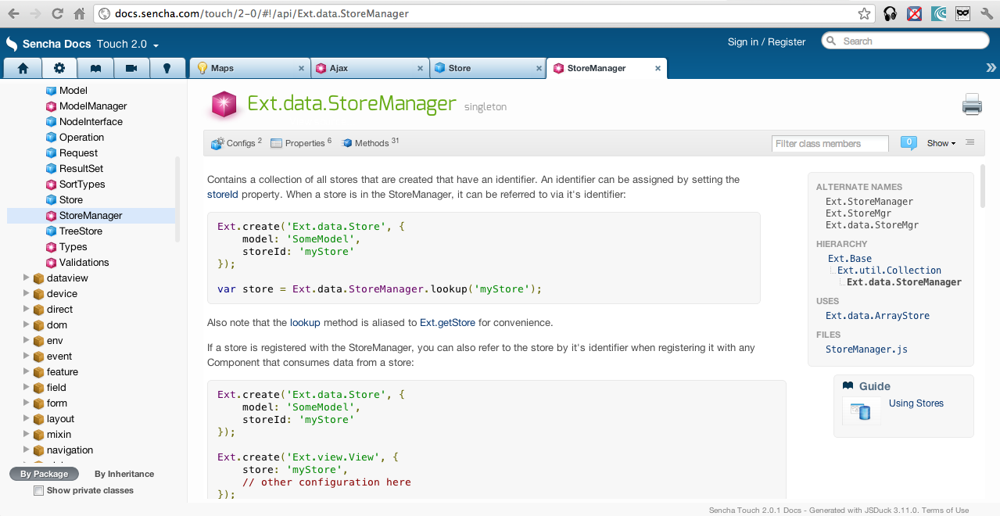 docs.sencha.com/touch/2-0/#!/api/Ext.data.StoreManager
Sencha Docs Touch 2.0
Sign in / Register
Search
Maps
Ajax
Store
StoreManager
Model
ModelManager
NodeInterface
Operation
Request
ResultSet
SortTypes
Store
StoreManager
TreeStore
Types
Validations
dataview
device
direct
dom
env
event
feature
field
form
layout
mixin
navigation
By Package
By Inheritance
Show private classes
Ext.data.StoreManager singleton
Configs 2 Properties 6 Methods 31
Filter class members
0
Show
Contains a collection of all stores that are created that have an identifier. An identifier can be assigned by setting the
storeId property. When a store is in the StoreManager, it can be referred to via it's identifier:
Ext.create('Ext.data.Store', {
model: 'SomeModel',
storeId: 'myStore'
});
var store = Ext.data.StoreManager.lookup('myStore');
Also note that the lookup method is aliased to Ext.getStore for convenience.
If a store is registered with the StoreManager, you can also refer to the store by it's identifier when registering it with any
Component that consumes data from a store:
Ext.create('Ext.data.Store', {
model: 'SomeModel',
storeId: 'myStore'
});
Ext.create('Ext.view.View', {
store: 'myStore',
// other configuration here
});
ALTERNATE NAMES
Ext.StoreManager
Ext.StoreMgr
Ext.data.StoreMgr
HIERARCHY
Ext.Base
Ext.util.Collection
Ext.data.StoreManager
USES
Ext.data.ArrayStore
FILES
StoreManager.js
Guide
Using Stores
Sencha Touch 2.0.1 Docs - Generated with JSDuck 3.11.0. Terms of Use